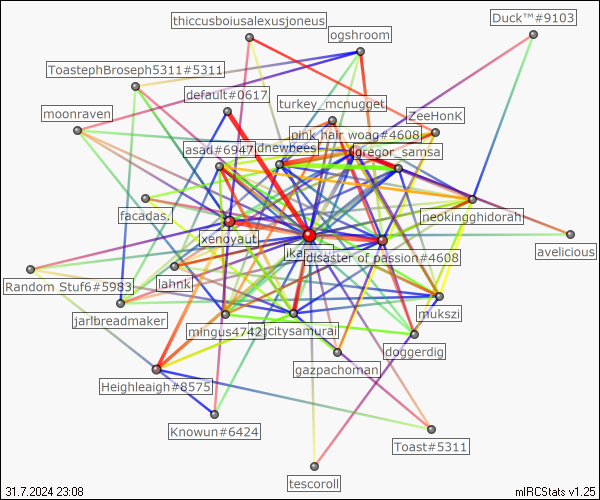 thiccusboiusalexusjoneus
Duck™#9103
ogshroom
ToastephBroseph5311#5311
default#0617
turkey_mcnugget
moonraven
ZeeHonK
pink_hair_woag#4608
asad#6947
dnewbees
gregor_samsa
facadas.
neokingghidorah
xenoyaut
ika
disaster of passion#4608
avelicious
Random Stuf6#5983
lahnk
jarlbreadmaker
mukszi
mingus4742
gcitysamurai
doggerdig
gazpachoman
Heighleaigh#8575
Knowun#6424
Toast#5311
tescoroll
31.7.2024 23:08
mIRCStats v1.25